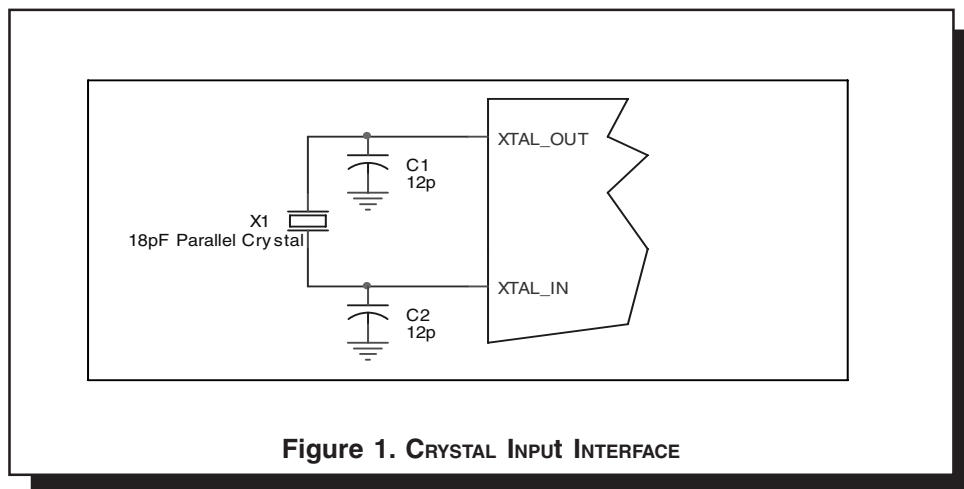 XTAL_OUT
C1
12p
X1
18pF Parallel Crystal
XTAL_IN
C2
12p
Figure 1. CRYSTAL INPUt INTERFACE